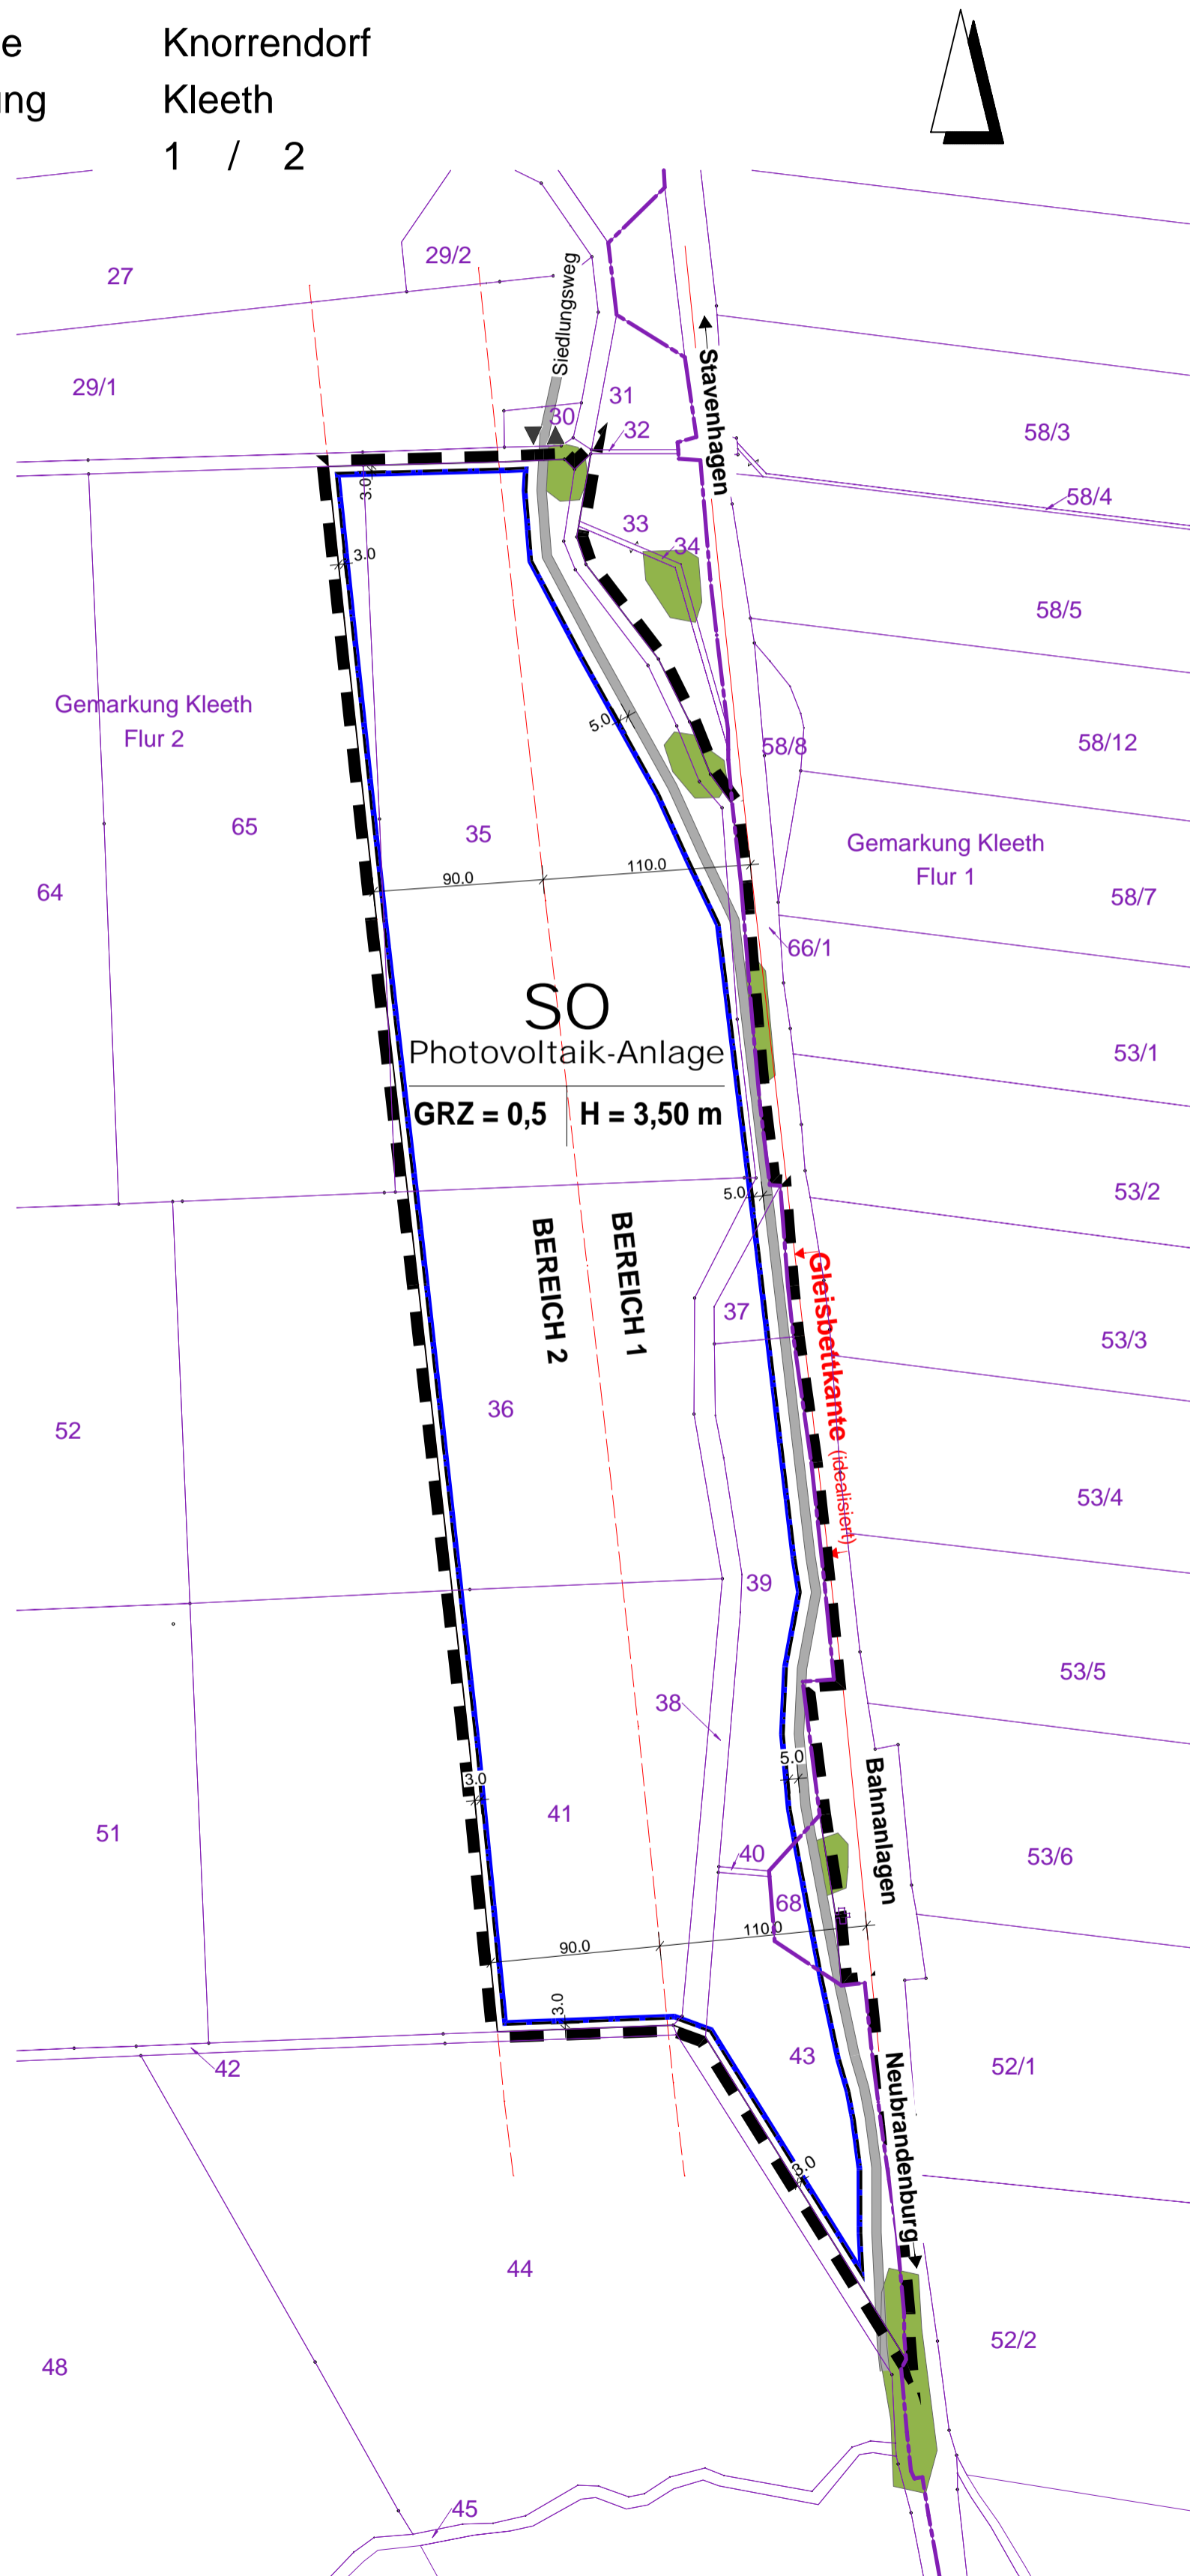 e Knorrendorf
ung Kleeth
1 / 2
27
29/2
Siedlungsweg
29/1
31
30
32
Stavenhagen
58/3
3.0
58/4
33
34
3.0
58/5
Gemarkung Kleeth
Flur 2
5.0
58/8
58/12
65
35
Gemarkung Kleeth
Flur 1
64
90.0
110.0
58/7
66/1
SO
Photovoltaik-Anlage
GRZ = 0,5
H = 3,50 m
53/1
5.0
53/2
BEREICH 2
BEREICH 1
37
Gleisbettkante (idealisiert)
53/3
36
52
53/4
39
53/5
38
3.0
5.0
Bahnanlagen
41
51
40
53/6
68
90.0
110.0
3.0
42
43
52/1
Neubrandenburg
3.0
44
52/2
48
45